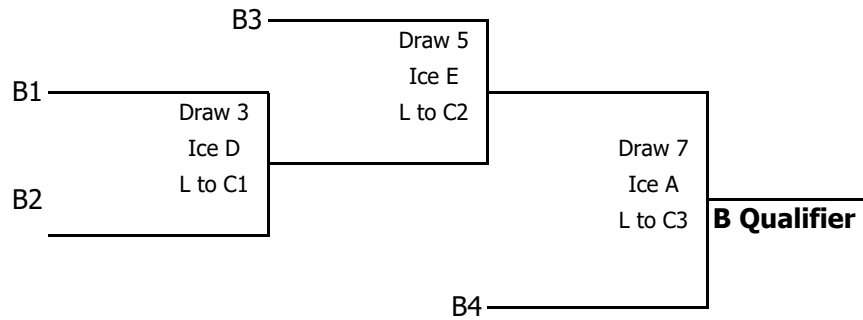 B3
Draw 5
Ice E
L to C2
B1
Draw 3
Ice D
L to C1
B2
Draw 7
Ice A
L to C3
B Qualifier
B4